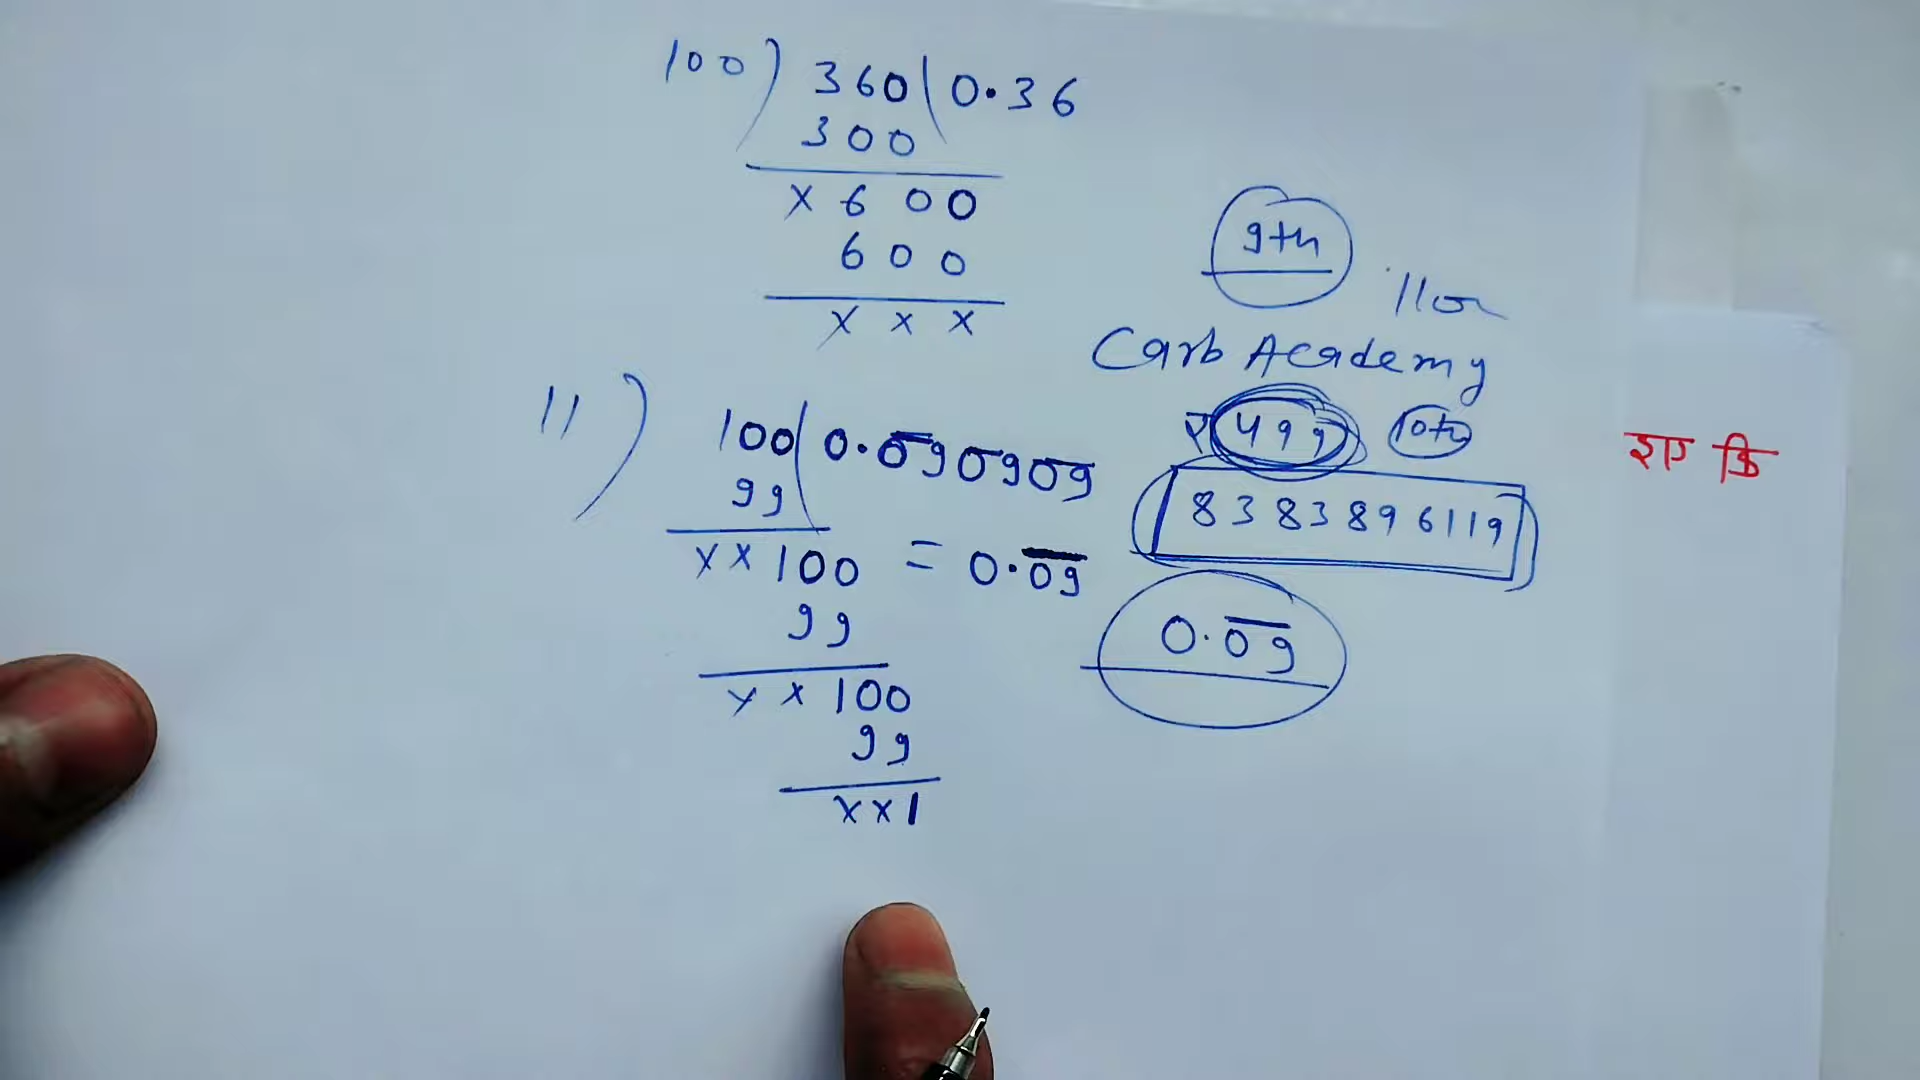 100 ) 360 ( 0.36
300
x 6 0 0
6 0 0
x x x
9th
Carb Academy
₹ 499 10th
8383896119
11 ) 100 ( 0.090909
99
x x 100 = 0.09
99
x x 100
99
x x 1
0.09